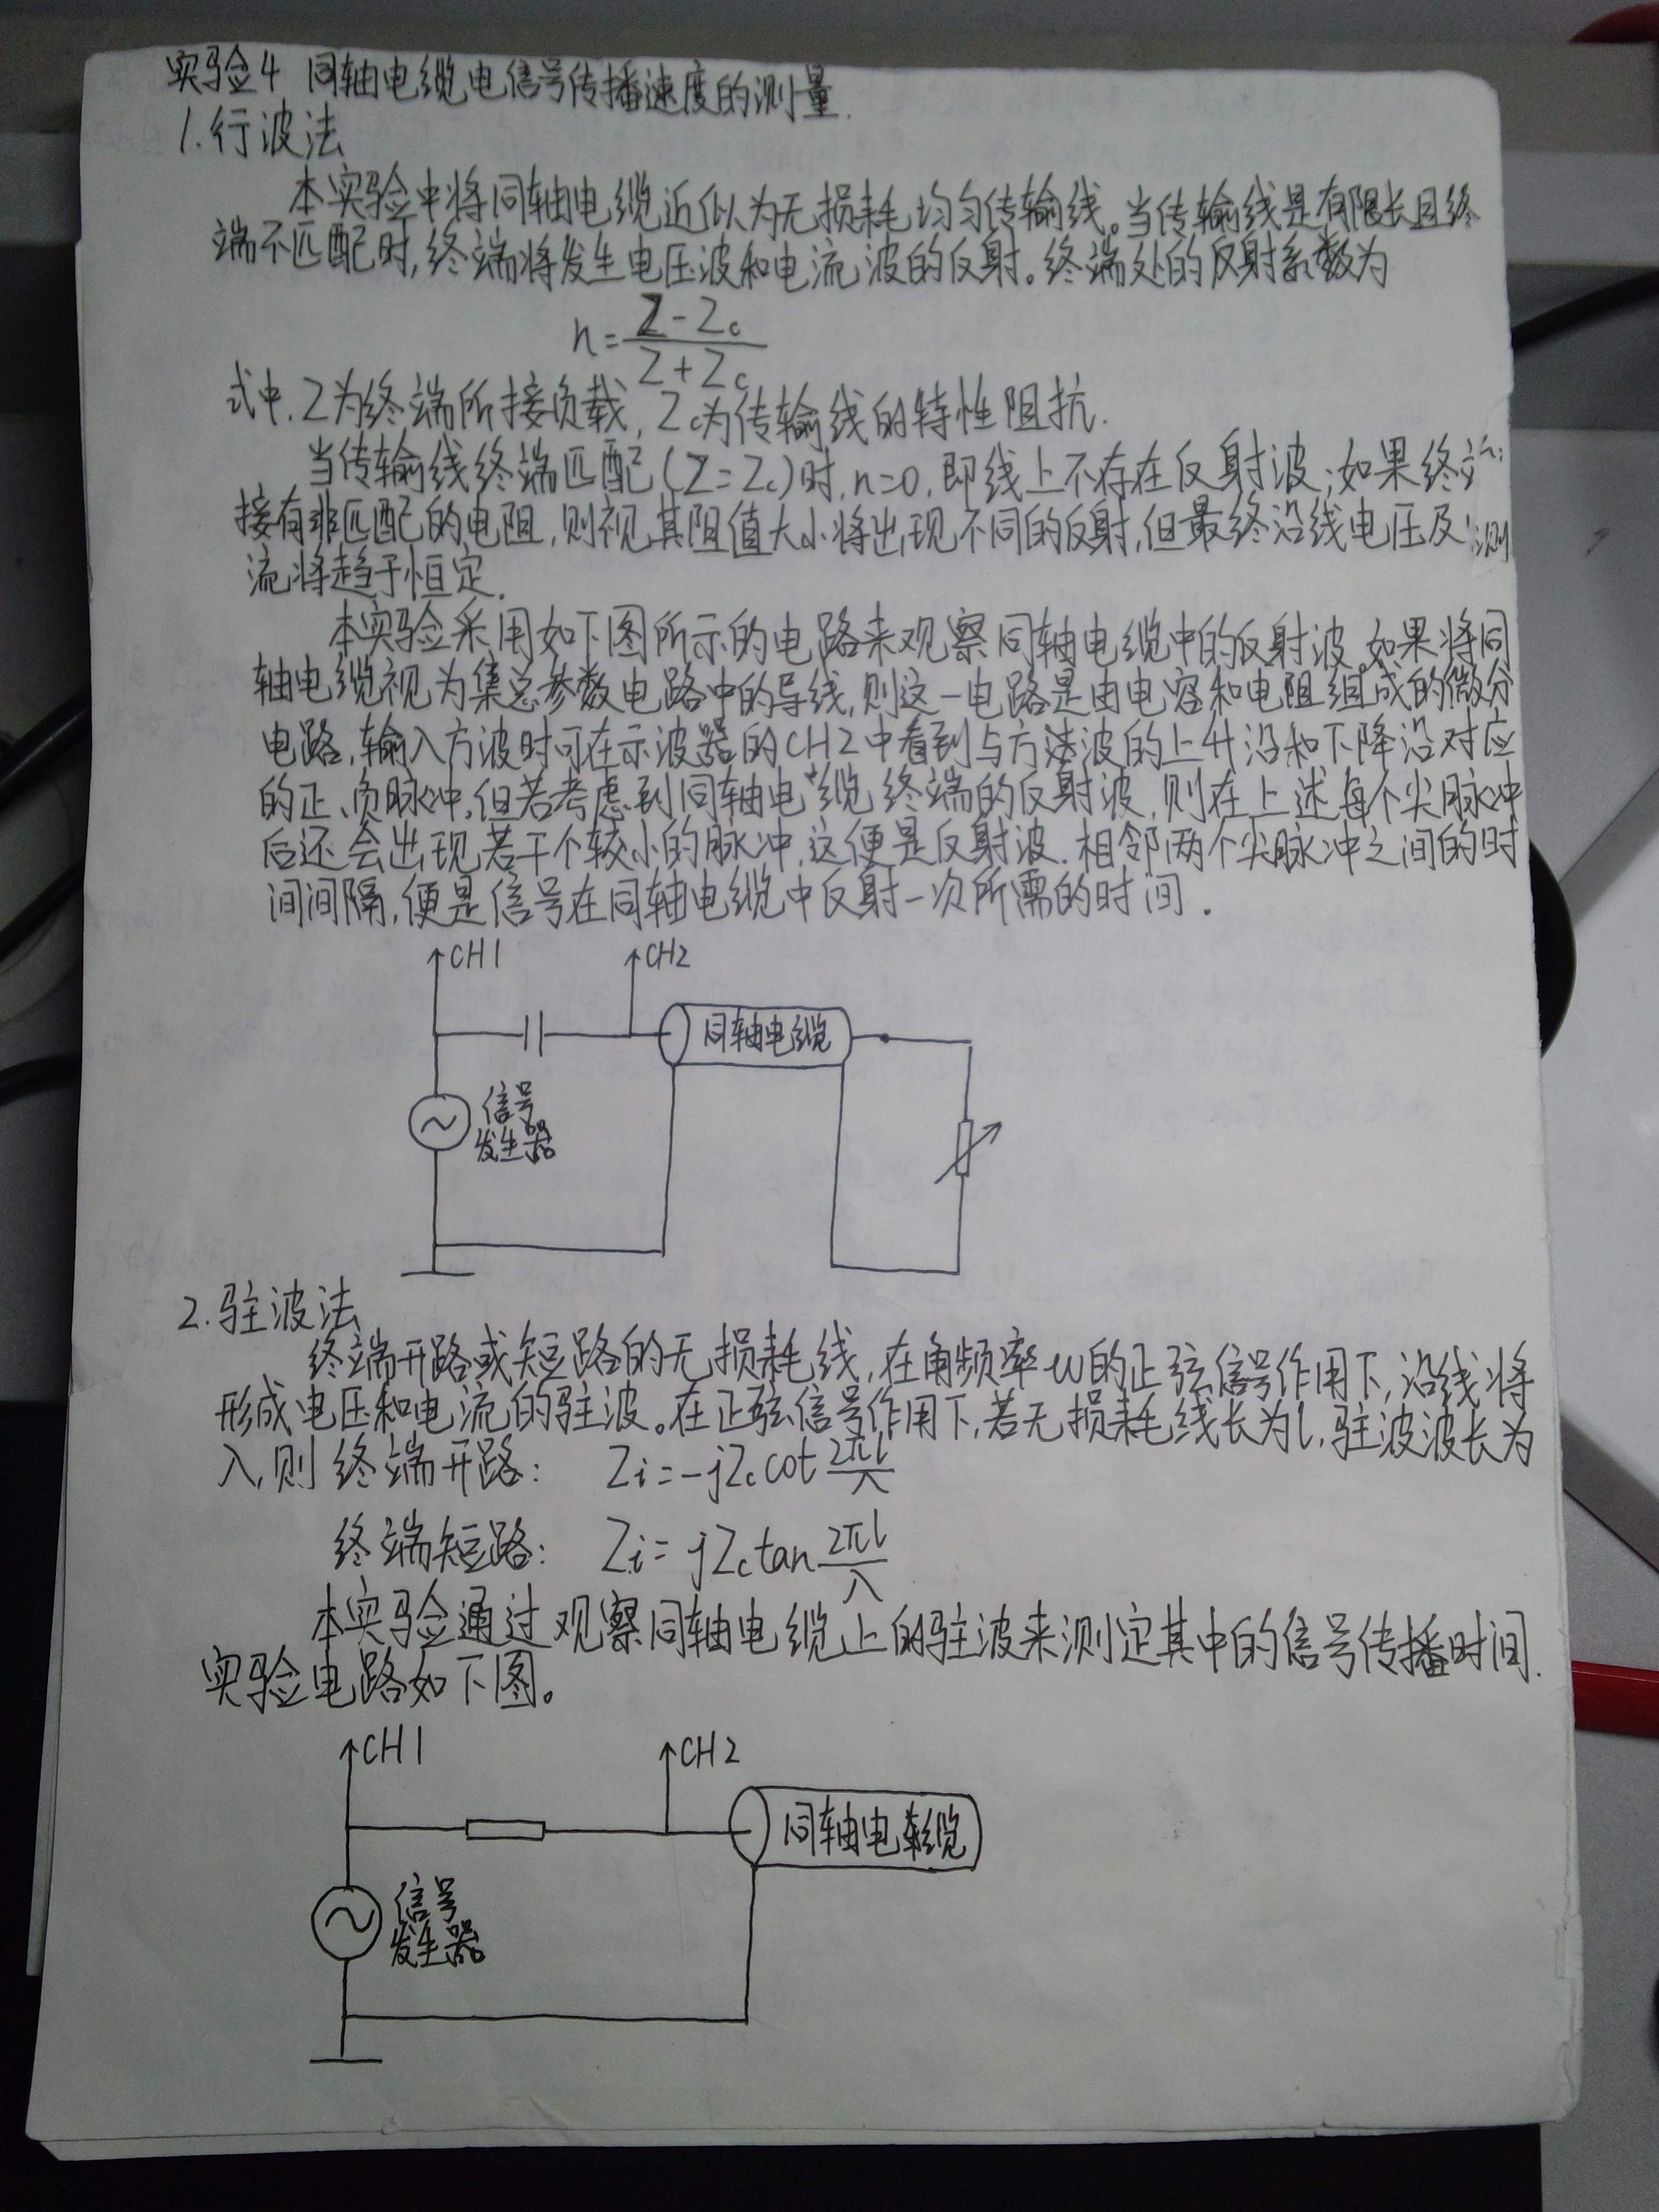 实验4 同轴电缆电信号传播速度的测量.
1.行波法
本实验中将同轴电缆近似为无损耗均匀传输线。当传输线是有限长且终
端不匹配时,终端将发生电压波和电流波的反射。终端处的反射系数为
n=\frac{Z-Zc}{Z+Zc}
式中.Z为终端所接负载,Zc为传输线的特性阻抗.
当传输线终端匹配(Z=Zc)时.n=0.即线上不存在反射波;如果终
接有非匹配的电阻,则视其阻值大小将出现不同的反射,但最终沿线电压及
流将趋于恒定.
本实验采用如下图所示的电路来观察同轴电缆中的反射波.如果将同
轴电缆视为集总参数电路中的导线,则这一电路是由电容和电阻组成的微分
电路,输入方波时可在示波器的CH2中看到与方波的上升沿和下降沿对应
的正、负脉冲,但若考虑到同轴电缆终端的反射波,则在上述每个尖脉冲
后还会出现若干个较小的脉冲,这便是反射波.相邻两个尖脉冲之间的时
间间隔,便是信号在同轴电缆中反射一次所需的时间.
CH1 CH2
同轴电缆
信号
发生器
2.驻波法
终端开路或短路的无损耗线,在角频率ω的正弦信号作用下,沿线将
形成电压和电流的驻波。在正弦信号作用下,若无损耗线长为l,驻波波长为
λ,则终端开路: Zi=-jZc cot\frac{2πl}{λ}
终端短路: Zi=jZc tan\frac{2πl}{λ}
本实验通过观察同轴电缆上的驻波来测定其中的信号传播时间.
实验电路如下图。
CH1 CH2
同轴电缆
信号
发生器